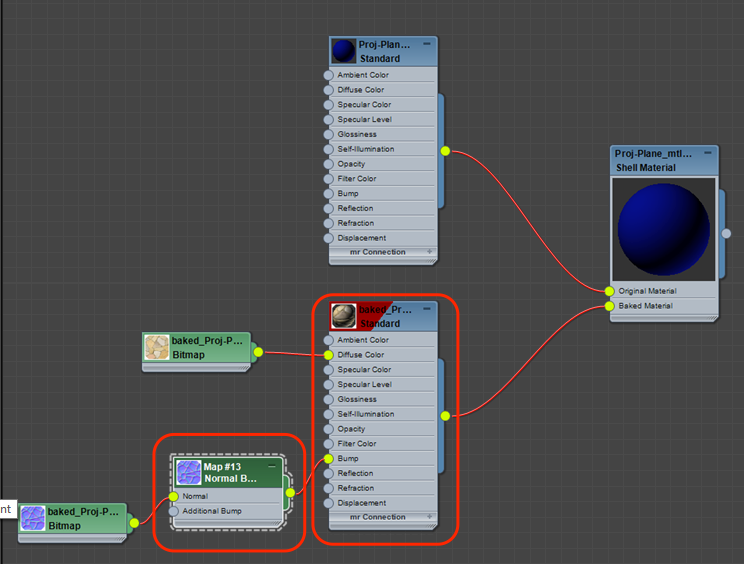 Proj-Plan...
Standard
Ambient Color
Diffuse Color
Specular Color
Specular Level
Glossiness
Self-Illumination
Opacity
Filter Color
Bump
Reflection
Refraction
Displacement
mr Connection
Proj-Plane_mtl...
Shell Material
Original Material
Baked Material
baked_Pr...
Standard
Ambient Color
Diffuse Color
Specular Color
Specular Level
Glossiness
Self-Illumination
Opacity
Filter Color
Bump
Reflection
Refraction
Displacement
mr Connection
baked_Proj-P...
Bitmap
Map #13
Normal B...
Normal
Additional Bump
nt
baked_Proj-P...
Bitmap